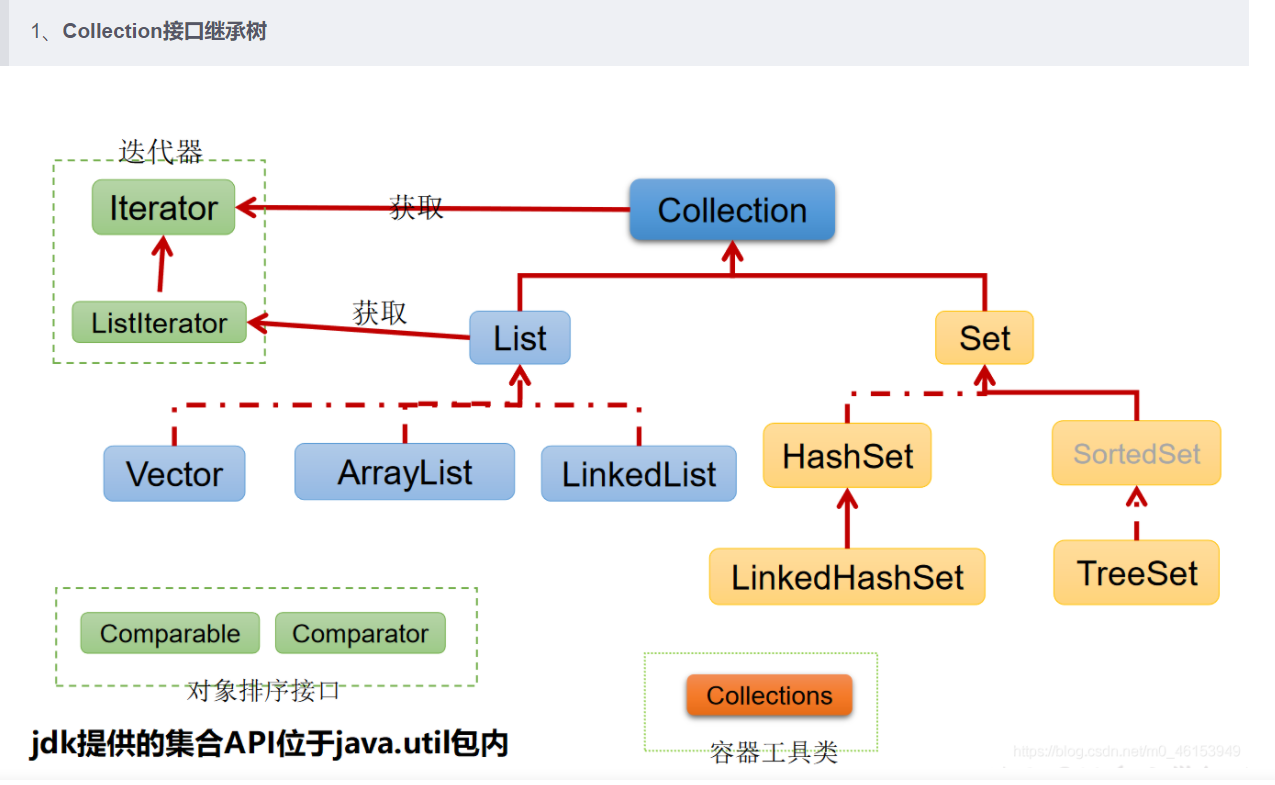 1、Collection接口继承树
迭代器
Iterator
获取
Collection
ListIterator
获取
List
Set
Vector
ArrayList
LinkedList
HashSet
SortedSet
LinkedHashSet
TreeSet
Comparable
Comparator
对象排序接口
Collections
容器工具类
jdk提供的集合API位于java.util包内
https://blog.csdn.net/m0_46153949